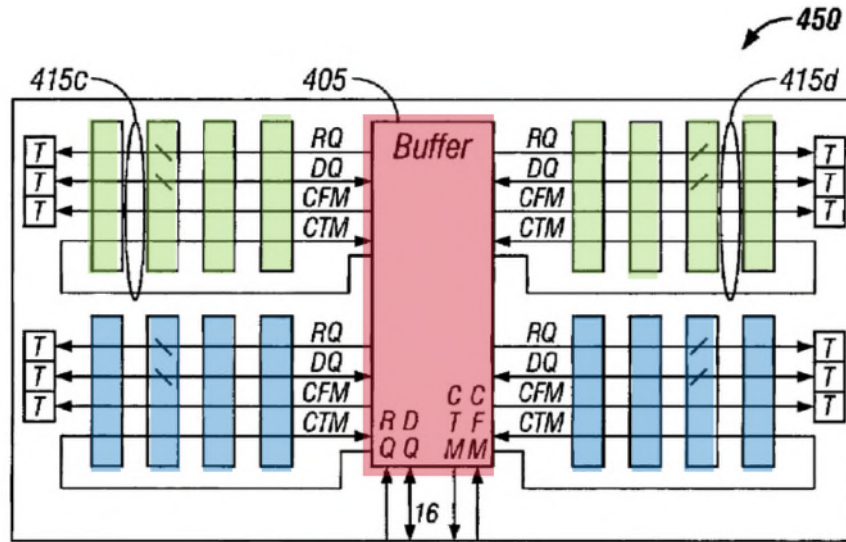 450
415c 405 415d
Buffer
T RQ RQ T
T DQ DQ T
T CFM CFM T
CTM CTM
T RQ RQ T
T DQ DQ T
T CFM C C CFM T
CTM R D T F CTM
Q Q M M
16